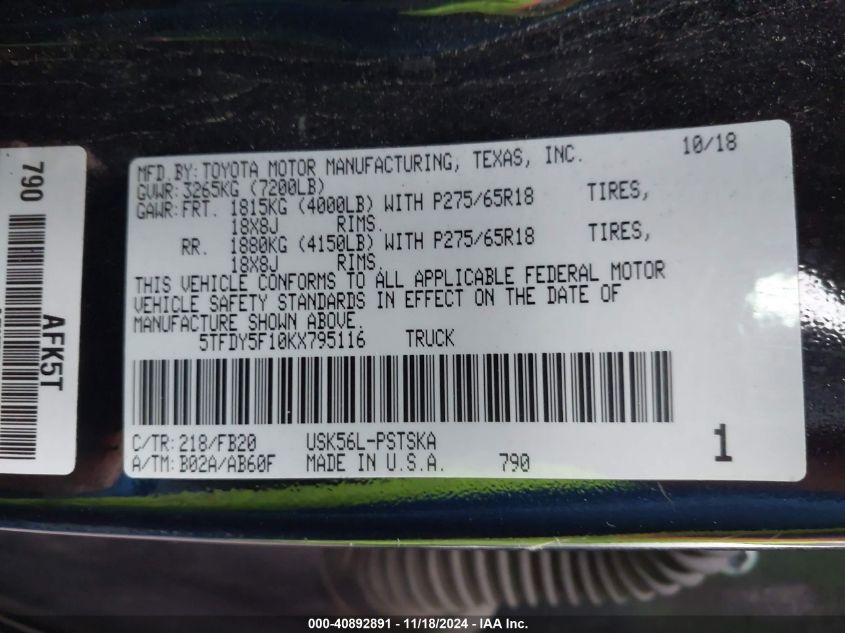 MFD. BY: TOYOTA MOTOR MANUFACTURING, TEXAS, INC. 10/18
GVWR: 3265KG (7200LB)
GAWR: FRT. 1815KG (4000LB) WITH P275/65R18 TIRES,
18X8J RIMS.
RR. 1880KG (4150LB) WITH P275/65R18 TIRES,
18X8J RIMS.
THIS VEHICLE CONFORMS TO ALL APPLICABLE FEDERAL MOTOR
VEHICLE SAFETY STANDARDS IN EFFECT ON THE DATE OF
MANUFACTURE SHOWN ABOVE.
5TFDY5F10KX795116 TRUCK
C/TR: 218/FB20 USK56L-PSTSKA
A/TM: B02A/AB60F MADE IN U.S.A. 790
1
790
AFK5T
000-40892891 - 11/18/2024 - IAA Inc.